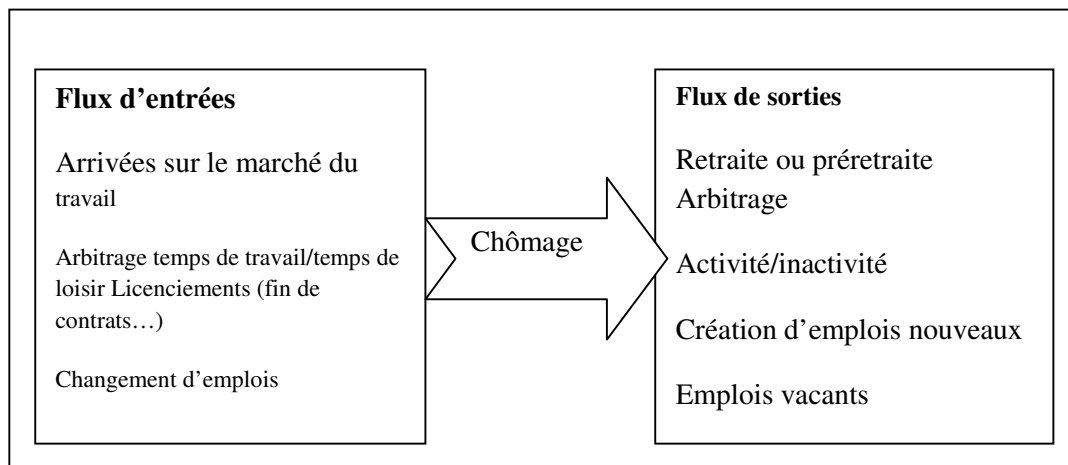 Flux d’entrées
Arrivées sur le marché du
travail
Arbitrage temps de travail/temps de
loisir Licenciements (fin de
contrats…)
Changement d’emplois
Chômage
Flux de sorties
Retraite ou préretraite
Arbitrage
Activité/inactivité
Création d’emplois nouveaux
Emplois vacants